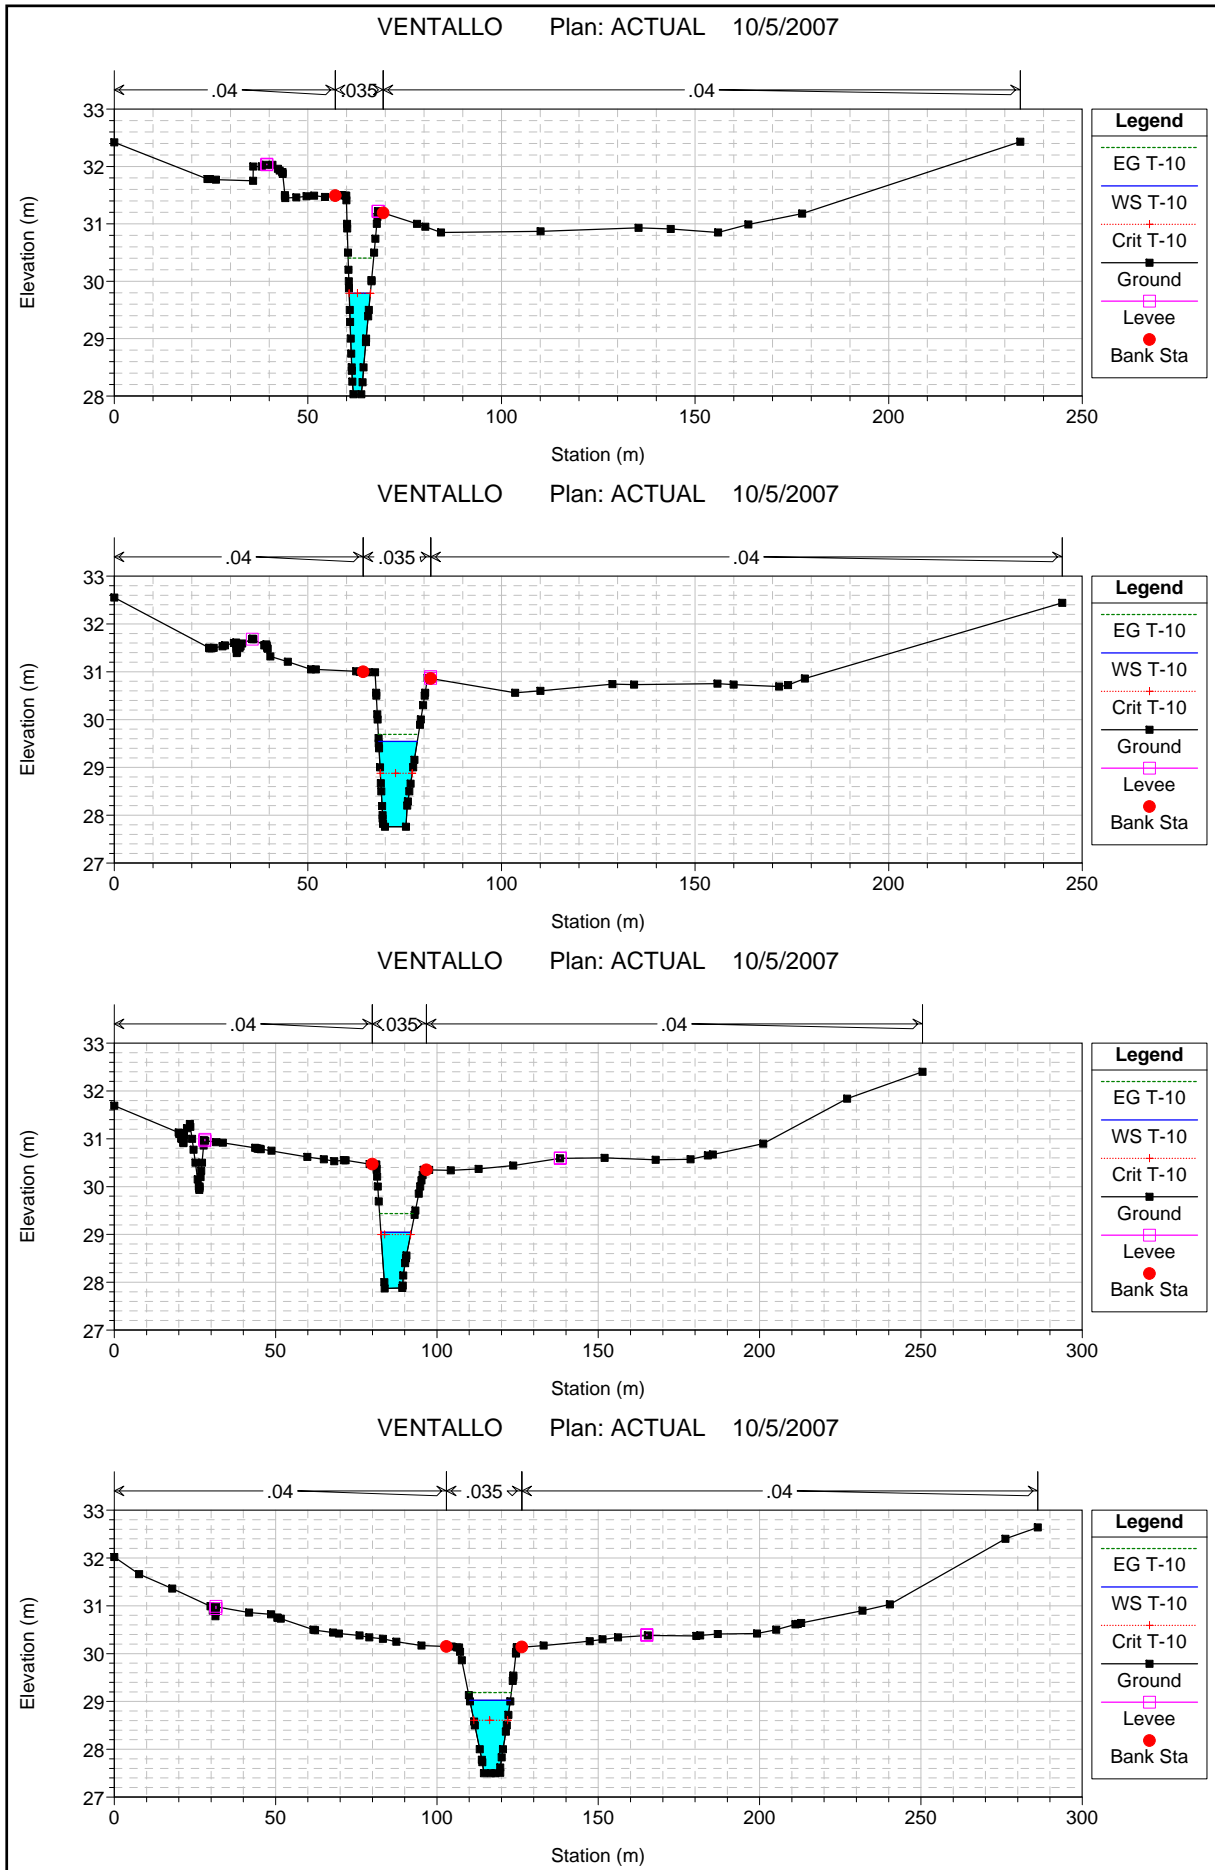 VENTALLO Plan: ACTUAL 10/5/2007
.04 .035 .04
Legend
EG T-10
WS T-10
Crit T-10
Ground
Levee
Bank Sta
Elevation (m)
33
32
31
30
29
28
0 50 100 150 200 250
Station (m)
VENTALLO Plan: ACTUAL 10/5/2007
.04 .035 .04
Legend
EG T-10
WS T-10
Crit T-10
Ground
Levee
Bank Sta
Elevation (m)
33
32
31
30
29
28
27
0 50 100 150 200 250
Station (m)
VENTALLO Plan: ACTUAL 10/5/2007
.04 .035 .04
Legend
EG T-10
WS T-10
Crit T-10
Ground
Levee
Bank Sta
Elevation (m)
33
32
31
30
29
28
27
0 50 100 150 200 250 300
Station (m)
VENTALLO Plan: ACTUAL 10/5/2007
.04 .035 .04
Legend
EG T-10
WS T-10
Crit T-10
Ground
Levee
Bank Sta
Elevation (m)
33
32
31
30
29
28
27
0 50 100 150 200 250 300
Station (m)